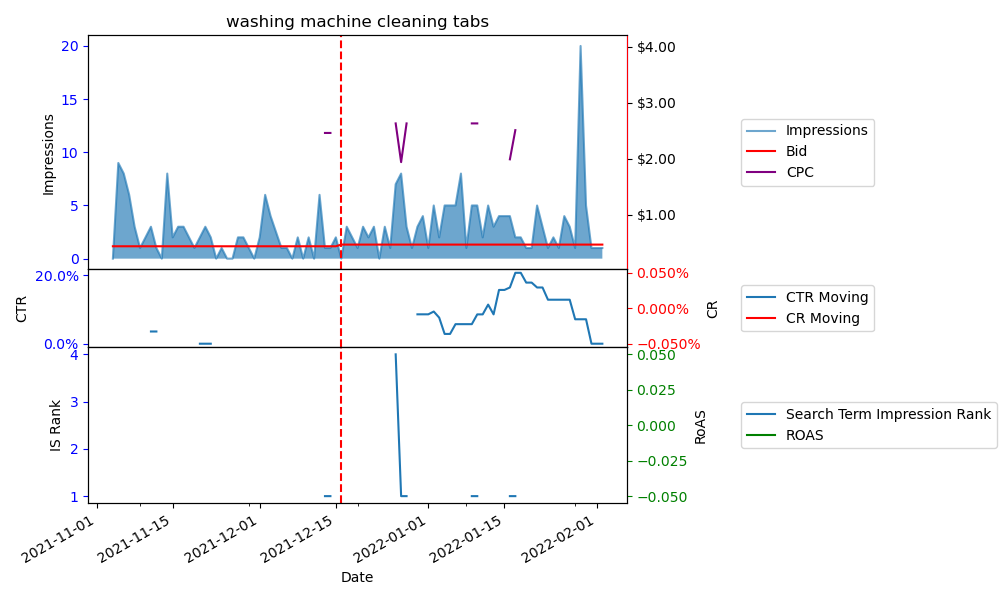 washing machine cleaning tabs
Impressions
20
15
10
5
0
$4.00
$3.00
$2.00
$1.00
Impressions
Bid
CPC
CTR
20.0%
0.0%
0.050%
0.000%
−0.050%
CR
CTR Moving
CR Moving
IS Rank
4
3
2
1
0.050
0.025
0.000
−0.025
−0.050
RoAS
Search Term Impression Rank
ROAS
2021-11-01
2021-11-15
2021-12-01
2021-12-15
2022-01-01
2022-01-15
2022-02-01
Date